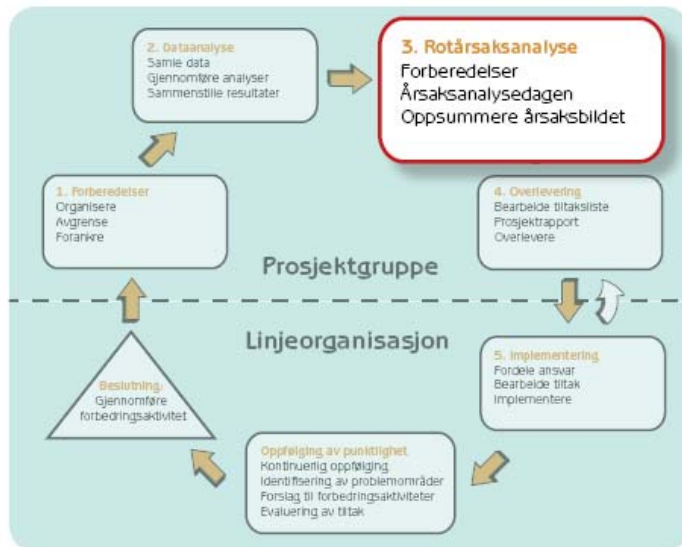 2. Dataanalyse
Samle data
Gjennomføre analyser
Sammenstille resultater
3. Rotårsaksanalyse
Forberedelser
Årsaksanalysedagen
Oppsummere årsaksbildet
1. Forberedelser
Organisere
Avgrense
Forankre
4. Overlevering
Bearbeide tiltaksliste
Prosjektrapport
Overlevere
Prosjektgruppe
Linjeorganisasjon
Beslutning:
Gjennomføre
forbedringsaktivitet
5. Implementering
Fordele ansvar
Bearbeide tiltak
Implementere
Oppfølging av punktlighet
Kontinuerlig oppfølging
Identifisering av problemområder
Forslag til forbedringsaktiviteter
Evaluering av tiltak